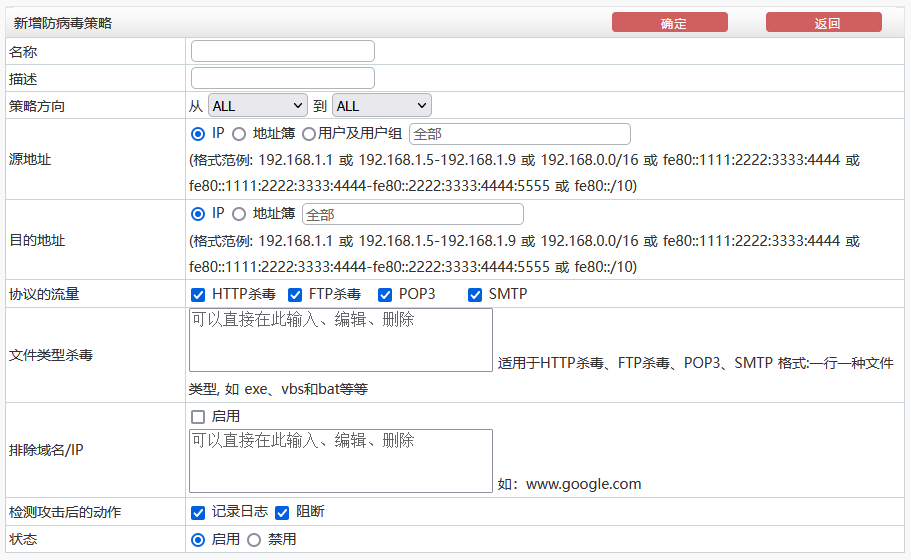 新增防病毒策略 确定 返回
名称
描述
策略方向 从 ALL 到 ALL
源地址 IP 地址簿 用户及用户组 全部
(格式范例: 192.168.1.1 或 192.168.1.5-192.168.1.9 或 192.168.0.0/16 或 fe80::1111:2222:3333:4444 或
fe80::1111:2222:3333:4444-fe80::2222:3333:4444:5555 或 fe80::/10)
目的地址 IP 地址簿 全部
(格式范例: 192.168.1.1 或 192.168.1.5-192.168.1.9 或 192.168.0.0/16 或 fe80::1111:2222:3333:4444 或
fe80::1111:2222:3333:4444-fe80::2222:3333:4444:5555 或 fe80::/10)
协议的流量 HTTP杀毒 FTP杀毒 POP3 SMTP
文件类型杀毒 可以直接在此输入、编辑、删除
适用于HTTP杀毒、FTP杀毒、POP3、SMTP 格式:一行一种文件
类型, 如 exe、vbs和bat等等
排除域名/IP 启用
可以直接在此输入、编辑、删除
如：www.google.com
检测攻击后的动作 记录日志 阻断
状态 启用 禁用